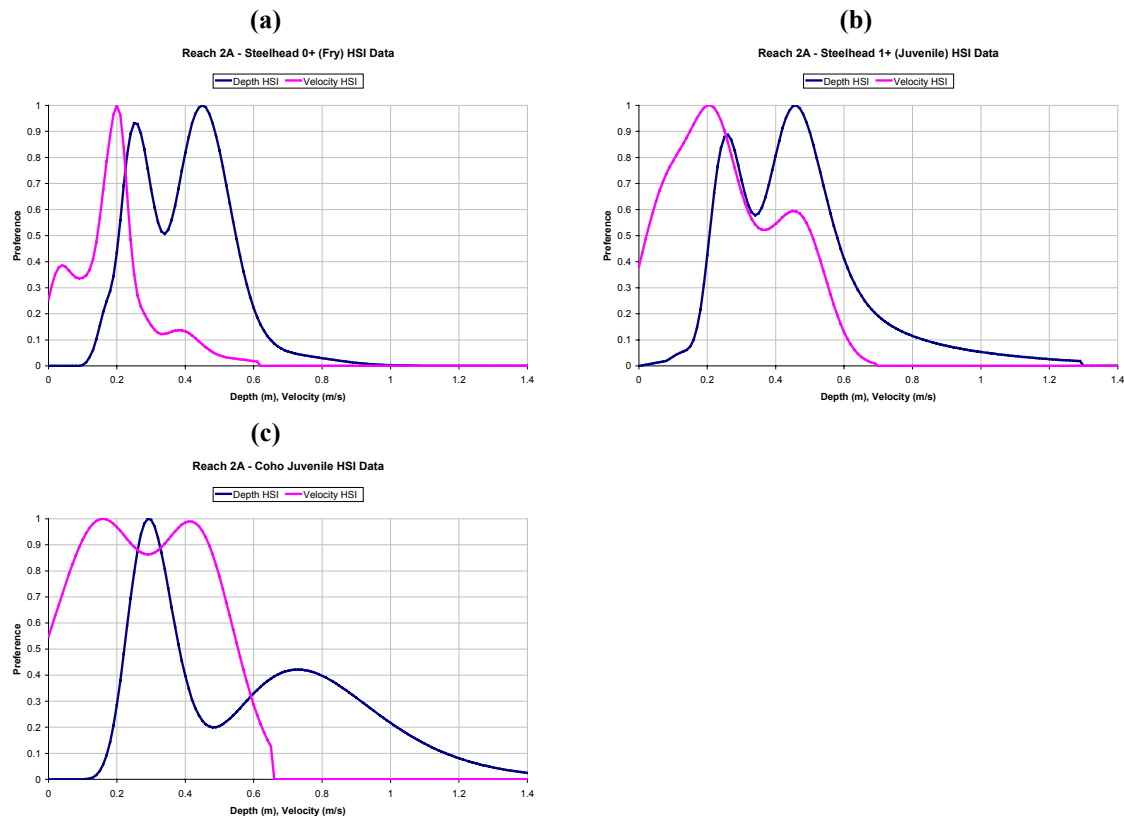 (a)
Reach 2A - Steelhead 0+ (Fry) HSI Data
Depth HSI Velocity HSI
1
0.9
0.8
0.7
0.6
0.5
0.4
0.3
0.2
0.1
0
Preference
0 0.2 0.4 0.6 0.8 1 1.2 1.4
Depth (m), Velocity (m/s)
(b)
Reach 2A - Steelhead 1+ (Juvenile) HSI Data
Depth HSI Velocity HSI
1
0.9
0.8
0.7
0.6
0.5
0.4
0.3
0.2
0.1
0
Preference
0 0.2 0.4 0.6 0.8 1 1.2 1.4
Depth (m), Velocity (m/s)
(c)
Reach 2A - Coho Juvenile HSI Data
Depth HSI Velocity HSI
1
0.9
0.8
0.7
0.6
0.5
0.4
0.3
0.2
0.1
0
Preference
0 0.2 0.4 0.6 0.8 1 1.2 1.4
Depth (m), Velocity (m/s)